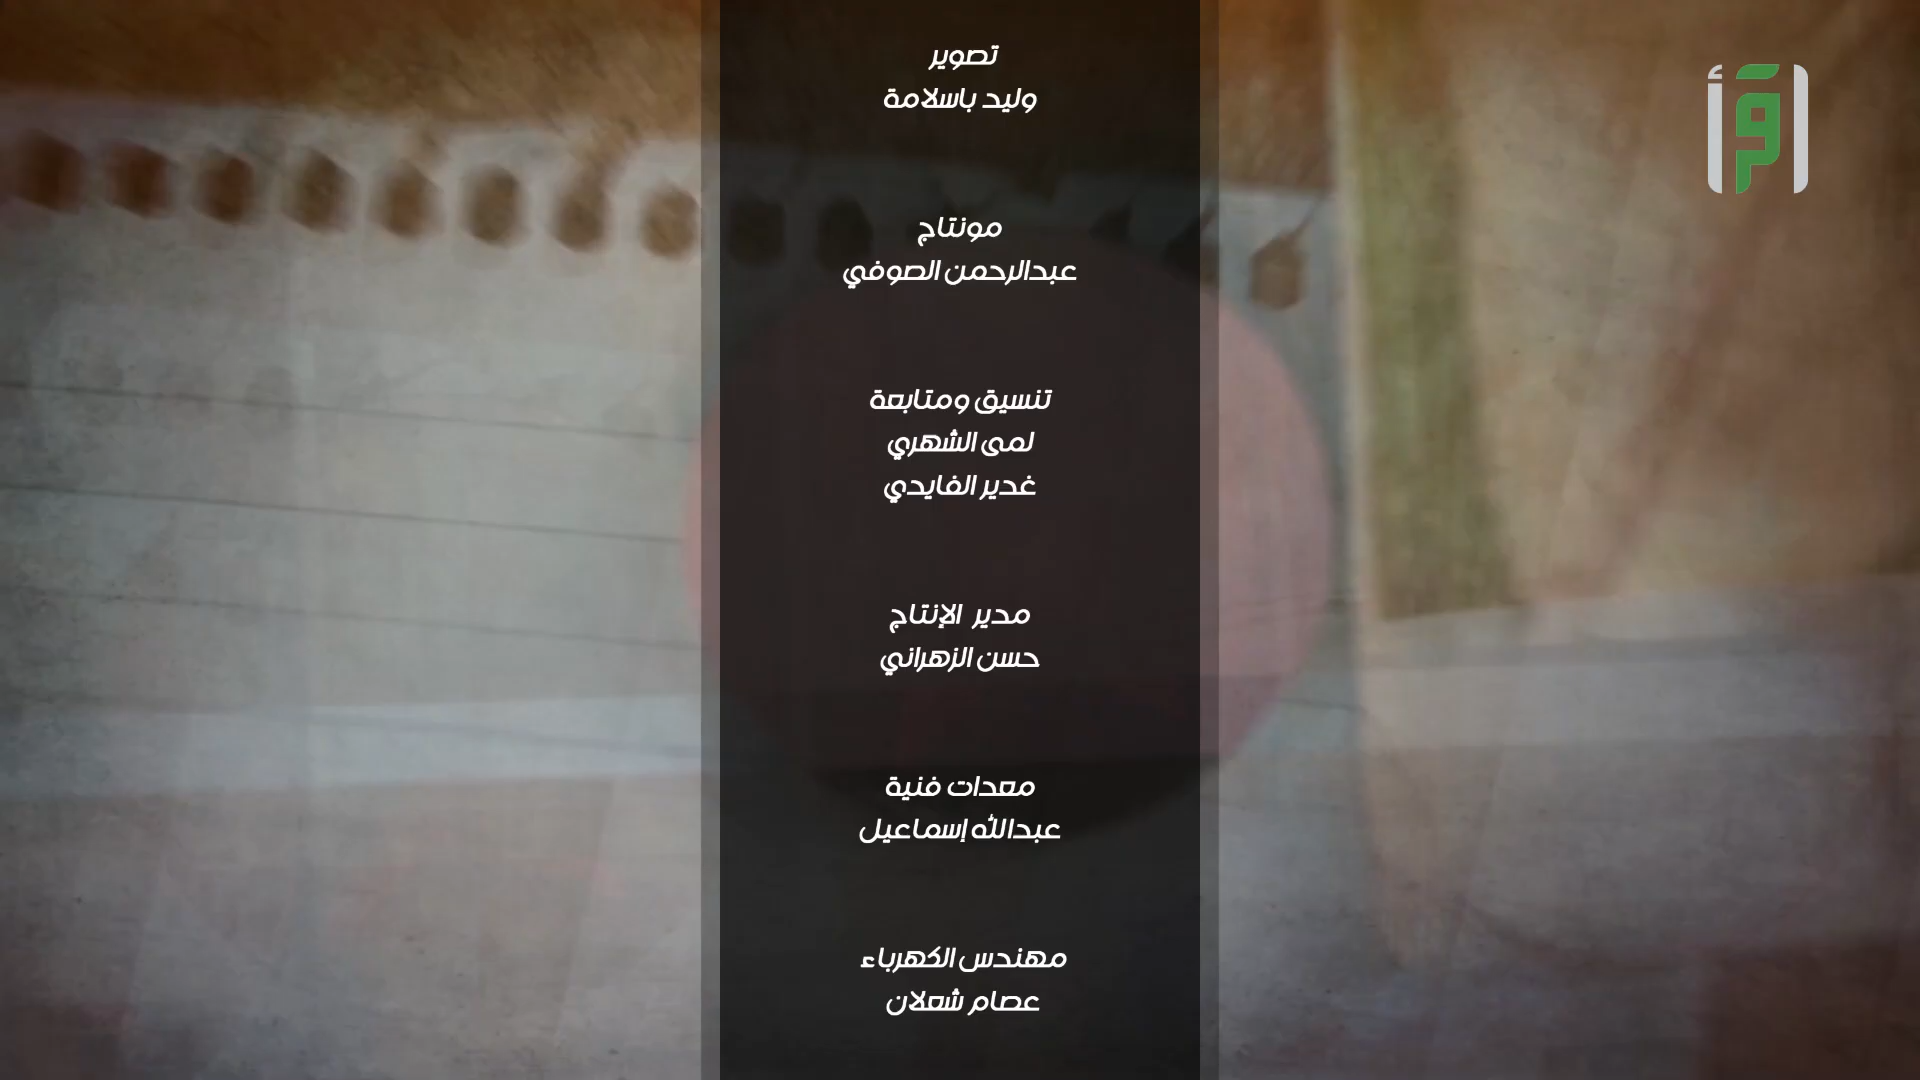 تصوير
وليد باسلامة
مونتاج
عبدالرحمن الصوفي
تنسيق ومتابعة
لمى الشهري
غدير الفايدي
مدير الإنتاج
حسن الزهراني
معدات فنية
عبدالله إسماعيل
مهندس الكهرباء
عصام شعلان
اقرأ